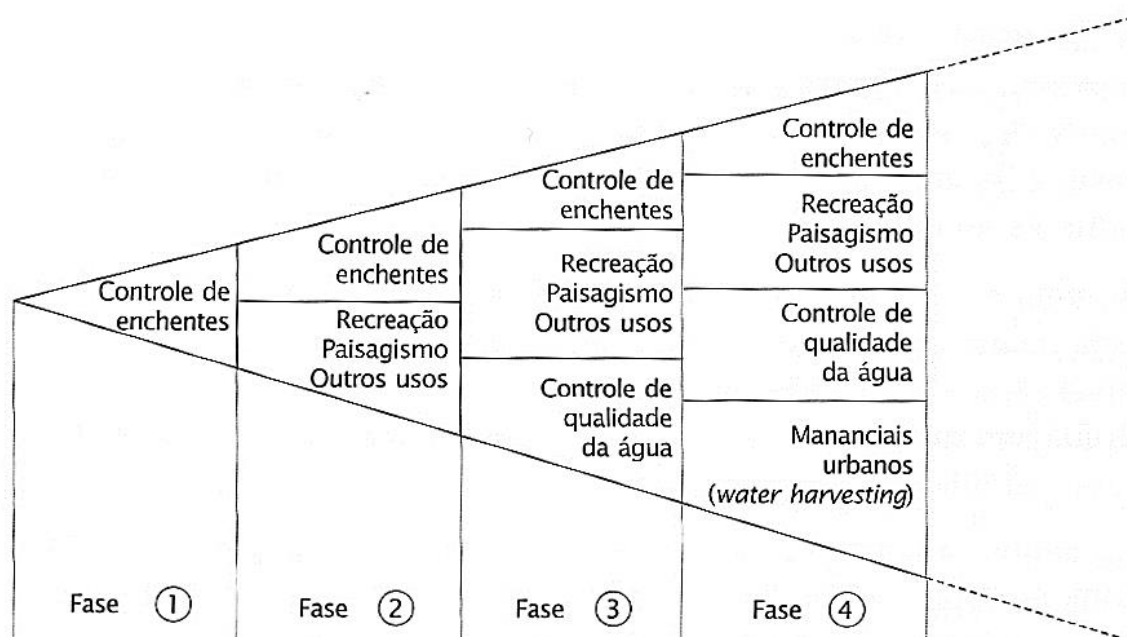 Controle de
enchentes
Fase 1
Controle de
enchentes
Recreação
Paisagismo
Outros usos
Fase 2
Controle de
enchentes
Recreação
Paisagismo
Outros usos
Controle de
qualidade
da água
Fase 3
Controle de
enchentes
Recreação
Paisagismo
Outros usos
Controle de
qualidade
da água
Mananciais
urbanos
(water harvesting)
Fase 4